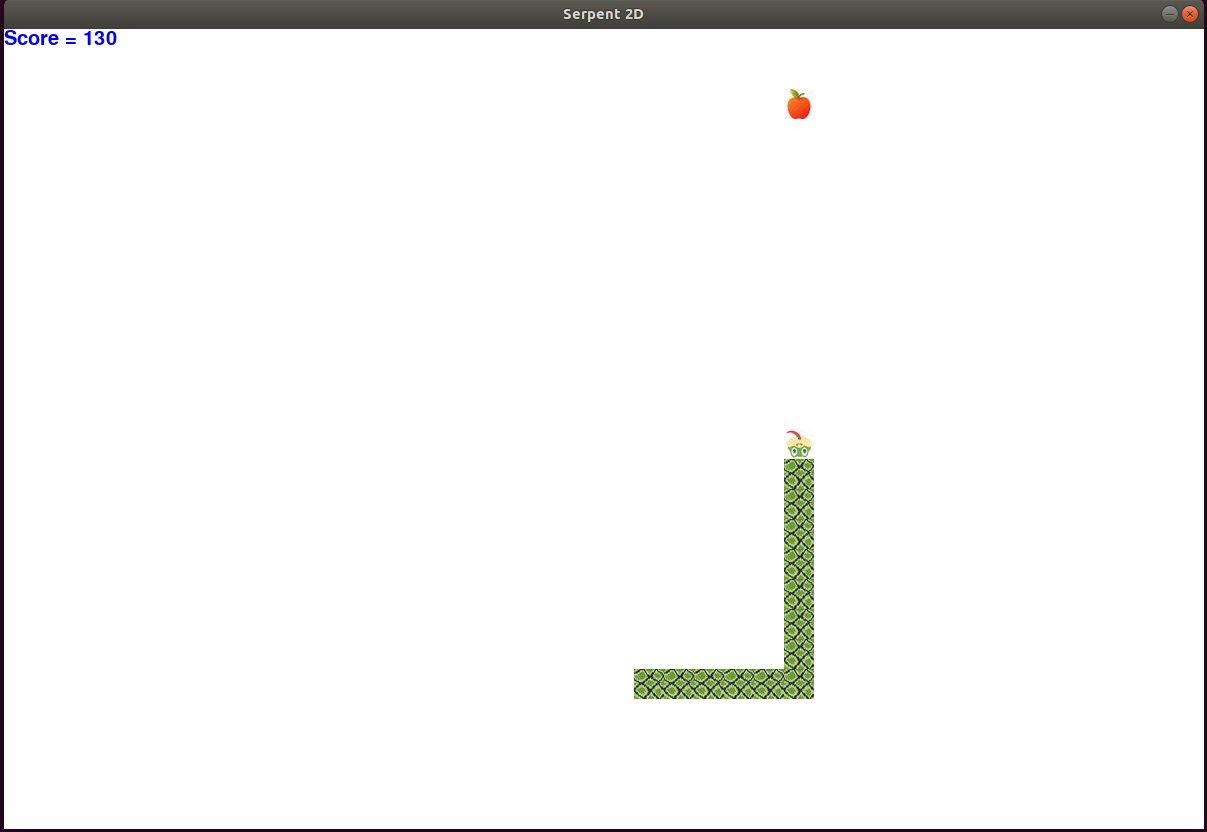 Serpent 2D
Score = 130